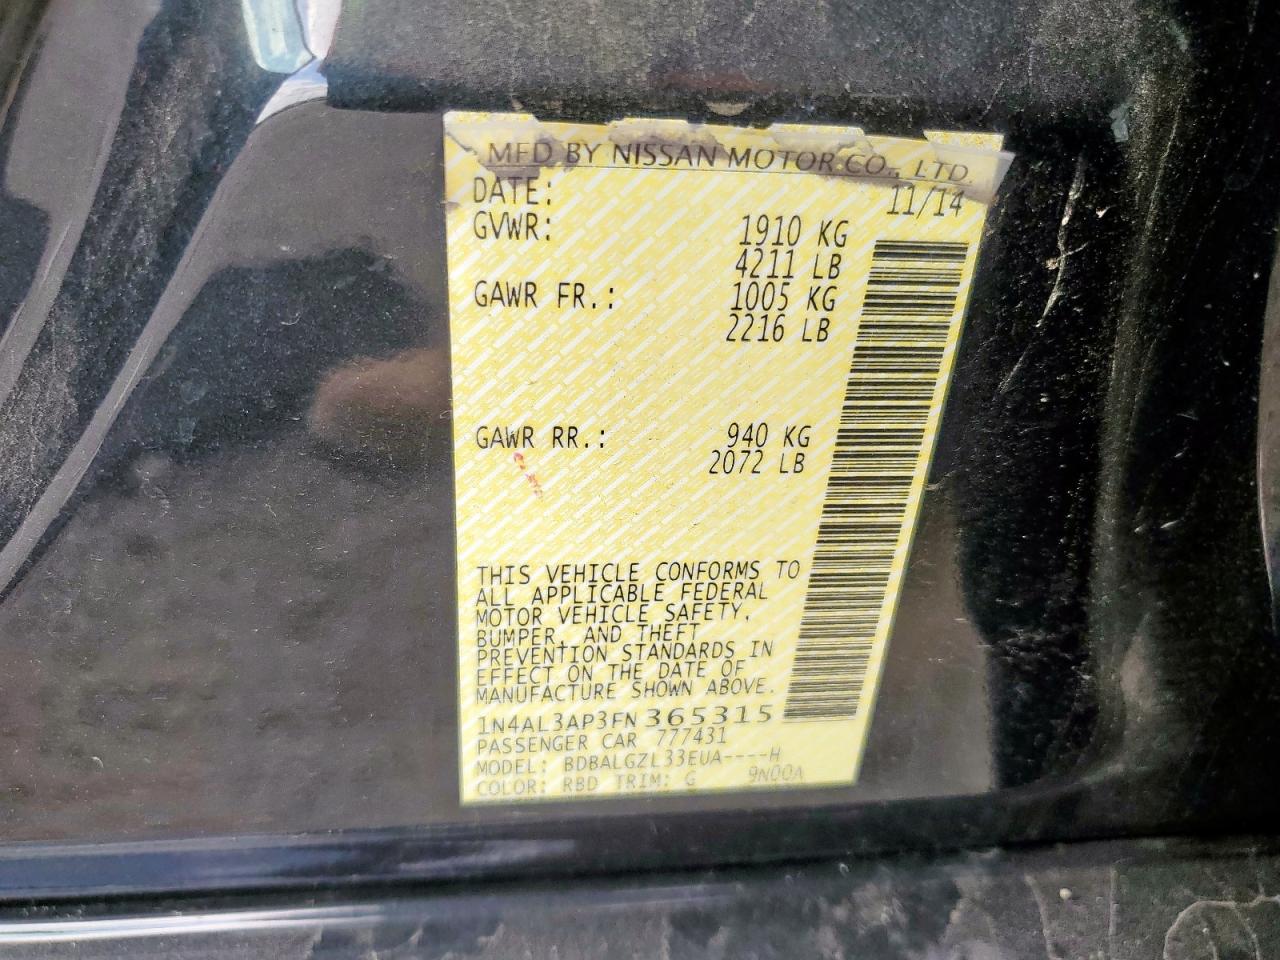 MFD BY NISSAN MOTOR CO., LTD.
DATE: 11/14
GVWR: 1910 KG
4211 LB
GAWR FR.: 1005 KG
2216 LB
GAWR RR.: 940 KG
2072 LB
THIS VEHICLE CONFORMS TO
ALL APPLICABLE FEDERAL
MOTOR VEHICLE SAFETY,
BUMPER, AND THEFT
PREVENTION STANDARDS IN
EFFECT ON THE DATE OF
MANUFACTURE SHOWN ABOVE.
1N4AL3AP3FN365315
PASSENGER CAR 777431
MODEL: BDBALGZL33EUA----H
COLOR: RBD TRIM: G 9N00A